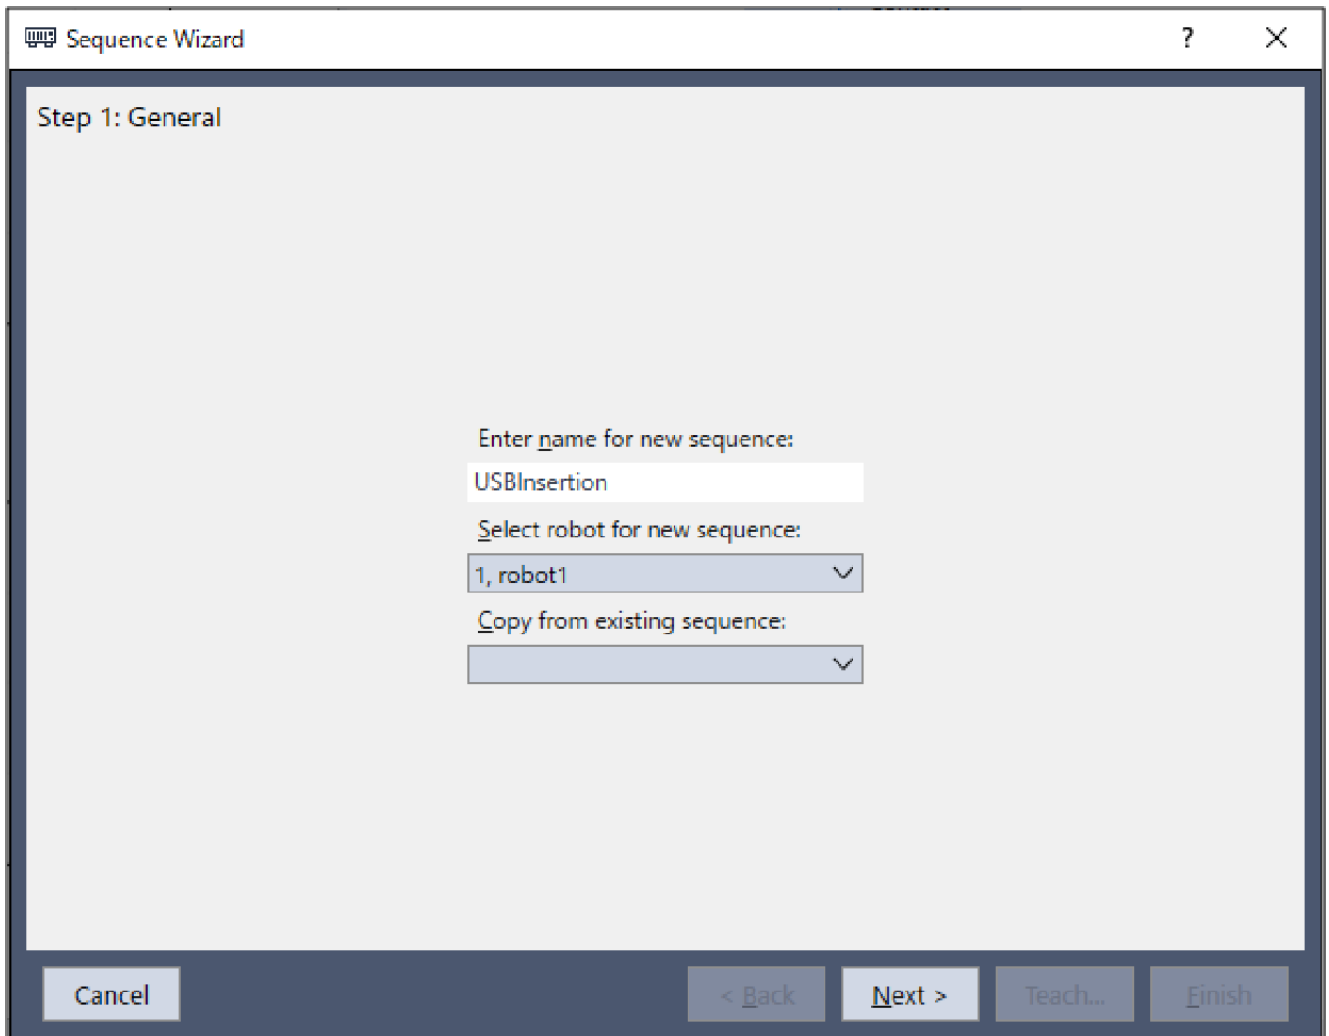 Sequence Wizard
?
Step 1: General
Enter name for new sequence:
USBInsertion
Select robot for new sequence:
1, robot1
Copy from existing sequence:
Cancel
< Back
Next >
Teach...
Finish